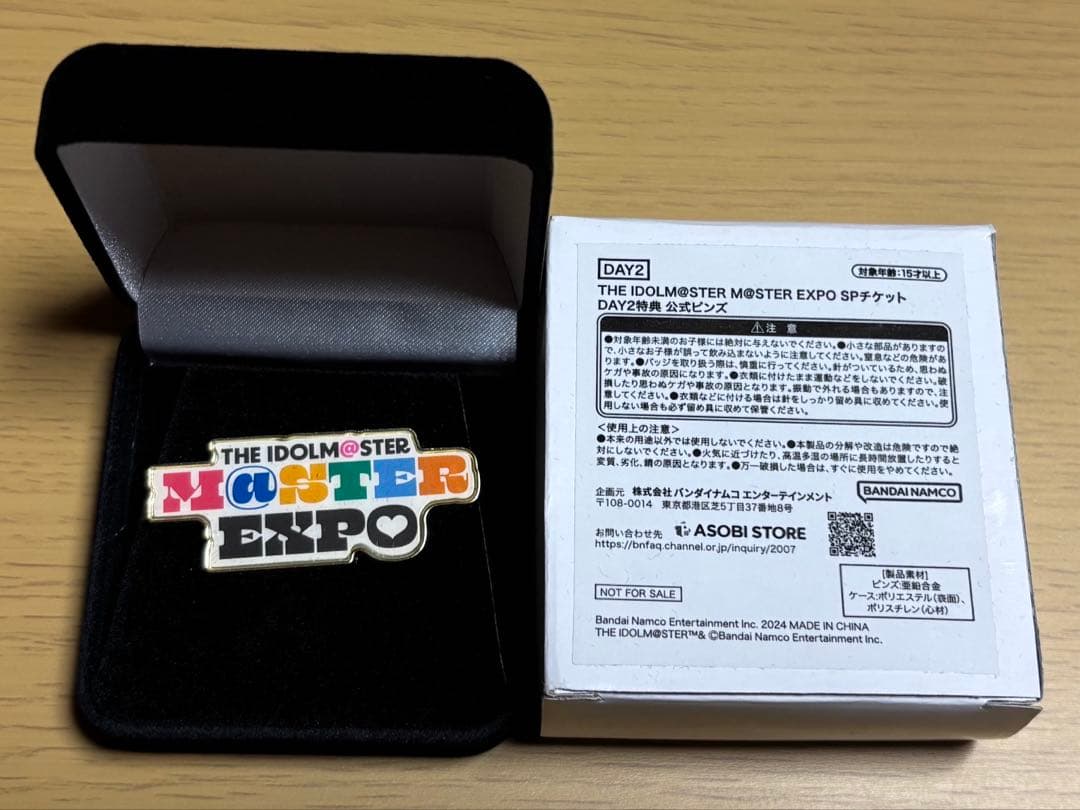 THE IDOLM@STER
M@STER
EXPO
DAY2
対象年齢:15才以上
THE IDOLM@STER M@STER EXPO SPチケット
DAY2特典 公式ピンズ
⚠注 意
●対象年齢未満のお子様には絶対に与えないでください。●小さな部品がありますの
で、小さなお子様が誤って飲み込まないように注意してください。窒息などの危険があ
ります。●バッジを取り扱う際は、慎重に行ってください。針がついているため、思わぬ
ケガや事故の原因になります。●衣類に付けたまま運動などをしないでください。破
損したり思わぬケガや事故の原因となります。振動で外れる場合もありますので、注
意してください。●衣類などに付ける場合は針をしっかり留め具に収めてください。使
用しない場合も必ず留め具に収めて保管ください。
<使用上の注意>
●本来の用途以外では使用しないでください。●本製品の分解や改造は危険ですので絶
対にしないでください。●火気に近づけたり、高温多湿の場所に長時間放置したりすると
変質、劣化、錆の原因となります。●万一破損した場合は、すぐに使用をやめてください。
企画元 株式会社 バンダイナムコ エンターテインメント
〒108-0014 東京都港区芝5丁目37番地8号
BANDAI NAMCO
お問い合わせ先 ASOBI STORE
https://bnfaq.channel.or.jp/inquiry/2007
[製品素材]
ピンズ:亜鉛合金
ケース:ポリエステル(表面)、
ポリスチレン(心材)
NOT FOR SALE
Bandai Namco Entertainment Inc. 2024 MADE IN CHINA
THE IDOLM@STER™& ©Bandai Namco Entertainment Inc.